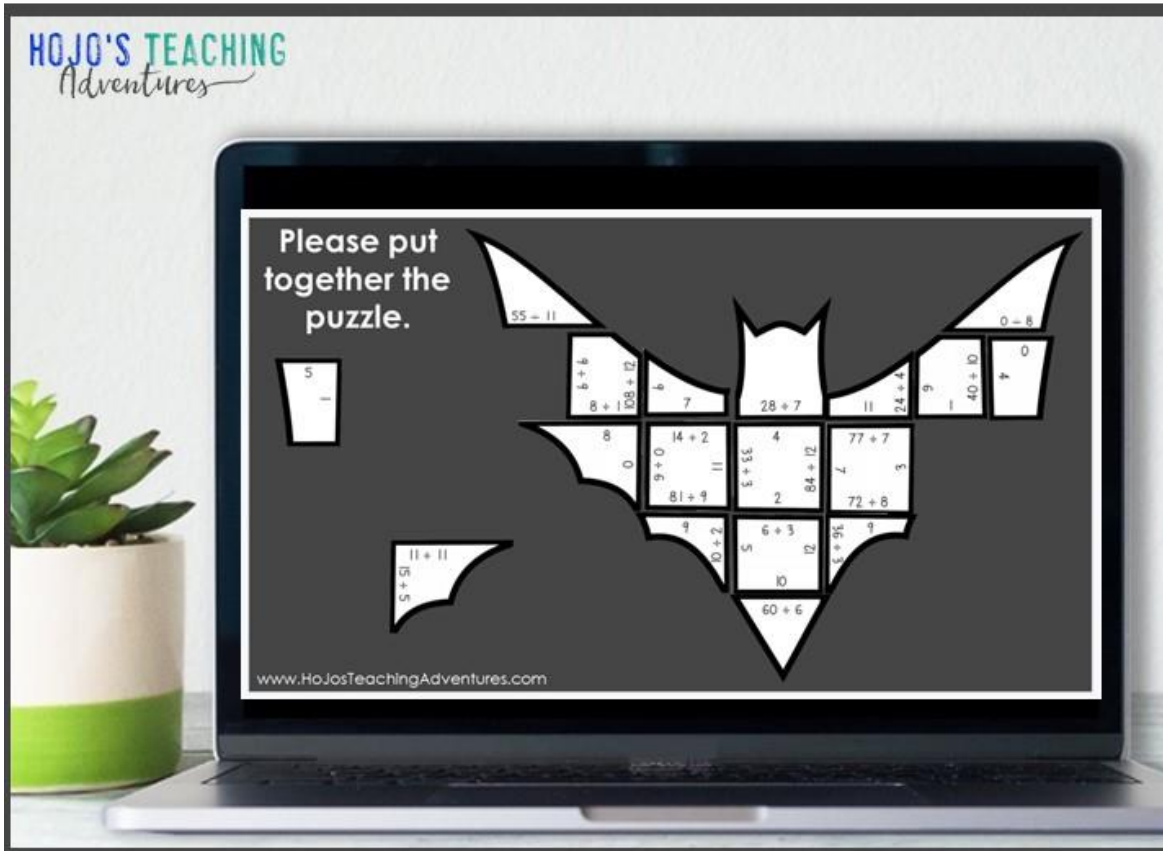 HOJO'S TEACHING
Adventures
Please put
together the
puzzle.
55 ÷ 11
0 ÷ 8
5
1
9 ÷ 9
108 ÷ 12
8 ÷ 1
9
7
28 ÷ 7
11
24 ÷ 4
6
1
40 ÷ 10
0
4
8
0
14 ÷ 2
0 ÷ 6
11
81 ÷ 9
4
33 ÷ 3
84 ÷ 12
2
77 ÷ 7
7
3
72 ÷ 8
9
10 ÷ 2
6 ÷ 3
5
12
10
9
36 ÷ 3
11 ÷ 11
15 ÷ 5
60 ÷ 6
www.HoJosTeachingAdventures.com